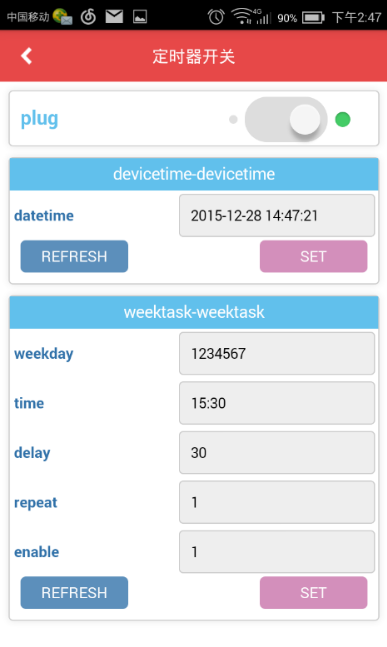 中国移动 4G 90% 下午2:47
定时器开关
plug
devicetime-devicetime
datetime 2015-12-28 14:47:21
REFRESH SET
weektask-weektask
weekday 1234567
time 15:30
delay 30
repeat 1
enable 1
REFRESH SET